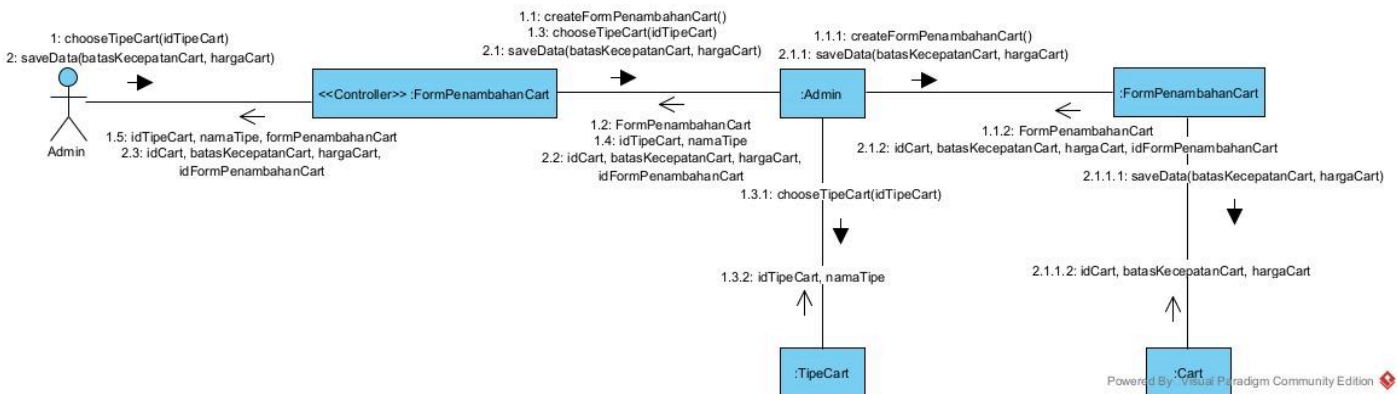 1: chooseTipeCart(idTipeCart)
2: saveData(batasKecepatanCart, hargaCart)
Admin
1.5: idTipeCart, namaTipe, formPenambahanCart
2.3: idCart, batasKecepatanCart, hargaCart,
idFormPenambahanCart
<<Controller>> :FormPenambahanCart
1.1: createFormPenambahanCart()
1.3: chooseTipeCart(idTipeCart)
2.1: saveData(batasKecepatanCart, hargaCart)
1.2: FormPenambahanCart
1.4: idTipeCart, namaTipe
2.2: idCart, batasKecepatanCart, hargaCart,
idFormPenambahanCart
:Admin
1.1.1: createFormPenambahanCart()
2.1.1: saveData(batasKecepatanCart, hargaCart)
1.1.2: FormPenambahanCart
2.1.2: idCart, batasKecepatanCart, hargaCart, idFormPenambahanCart
:FormPenambahanCart
1.3.1: chooseTipeCart(idTipeCart)
1.3.2: idTipeCart, namaTipe
:TipeCart
2.1.1.1: saveData(batasKecepatanCart, hargaCart)
2.1.1.2: idCart, batasKecepatanCart, hargaCart
:Cart
Powered By Visual Paradigm Community Edition